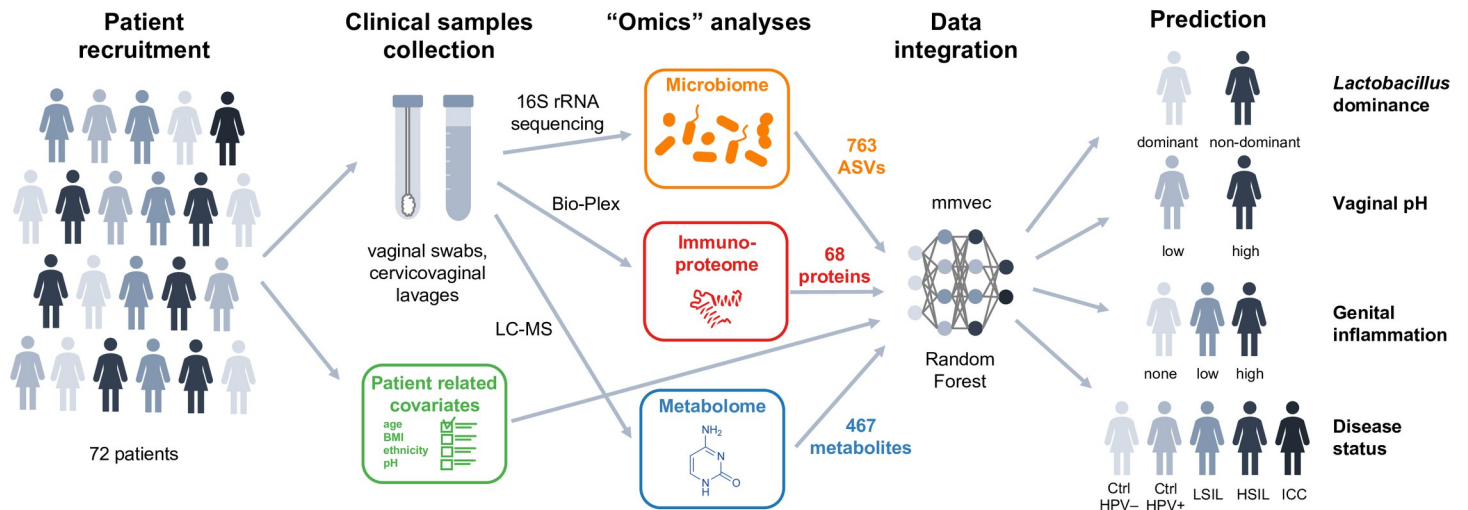 Patient
recruitment
72 patients
Clinical samples
collection
vaginal swabs,
cervicovaginal
lavages
Patient related
covariates
age
BMI
ethnicity
pH
“Omics” analyses
16S rRNA
sequencing
Bio-Plex
LC-MS
Microbiome
Immuno-
proteome
Metabolome
NH2
N
N
H
O
763
ASVs
68
proteins
467
metabolites
Data
integration
mmvec
Random
Forest
Prediction
dominant
non-dominant
Lactobacillus
dominance
low
high
Vaginal pH
none
low
high
Genital
inflammation
Ctrl
HPV–
Ctrl
HPV+
LSIL
HSIL
ICC
Disease
status